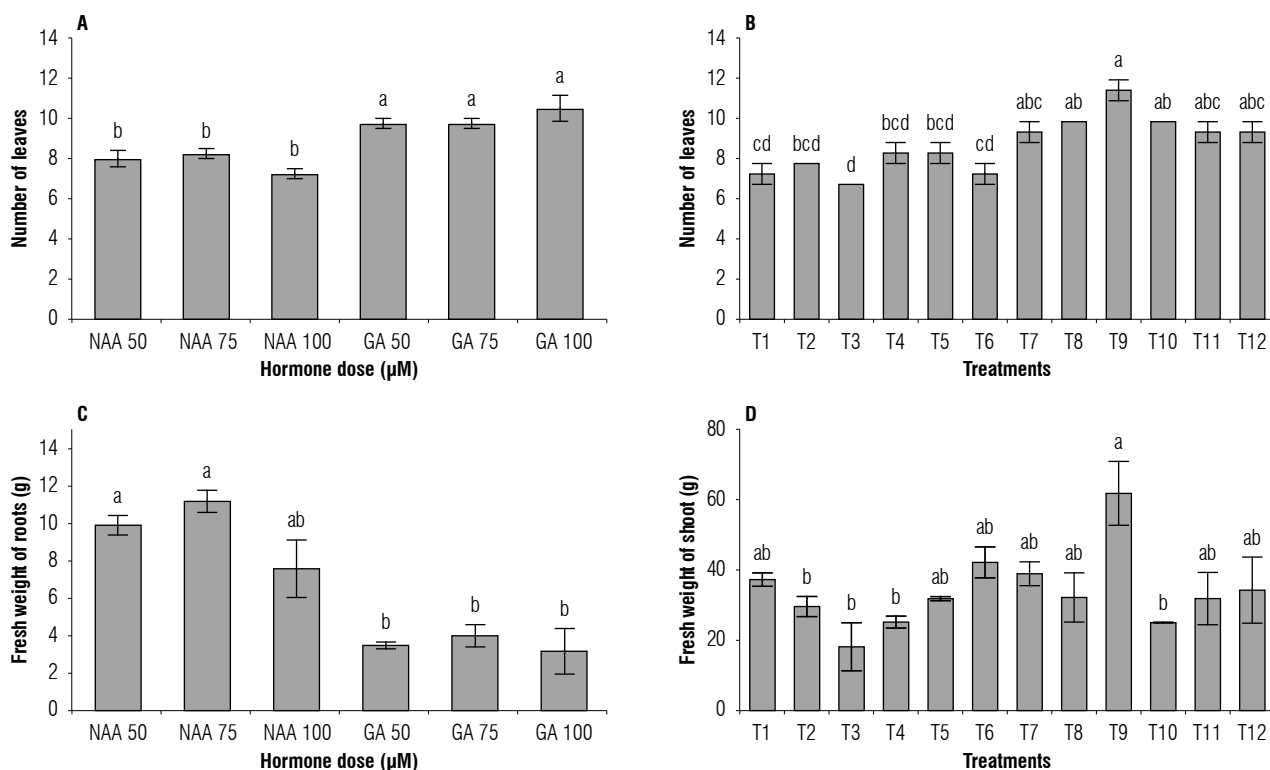 A
Number of leaves
14
12
10
8
6
4
2
0
b
b
b
a
a
a
NAA 50 NAA 75 NAA 100 GA 50 GA 75 GA 100
Hormone dose (µM)
B
Number of leaves
14
12
10
8
6
4
2
0
cd
bcd
d
bcd
bcd
cd
abc
ab
a
ab
abc
abc
T1 T2 T3 T4 T5 T6 T7 T8 T9 T10 T11 T12
Treatments
C
Fresh weight of roots (g)
14
12
10
8
6
4
2
0
a
a
ab
b
b
b
NAA 50 NAA 75 NAA 100 GA 50 GA 75 GA 100
Hormone dose (µM)
D
Fresh weight of shoot (g)
80
60
40
20
0
ab
b
b
b
ab
ab
ab
ab
a
b
ab
ab
T1 T2 T3 T4 T5 T6 T7 T8 T9 T10 T11 T12
Treatments